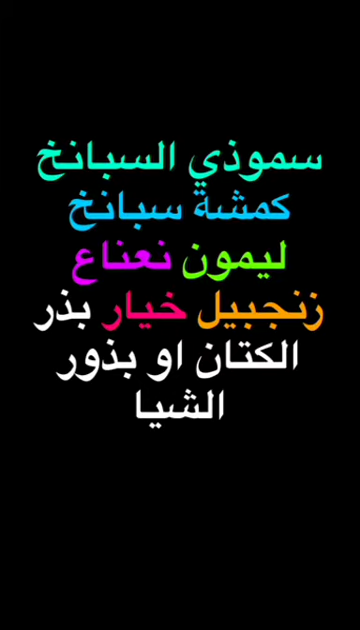 سموذي السبانخ
كمشة سبانخ
ليمون نعناع
زنجبيل خيار بذر
الكتان او بذور
الشيا